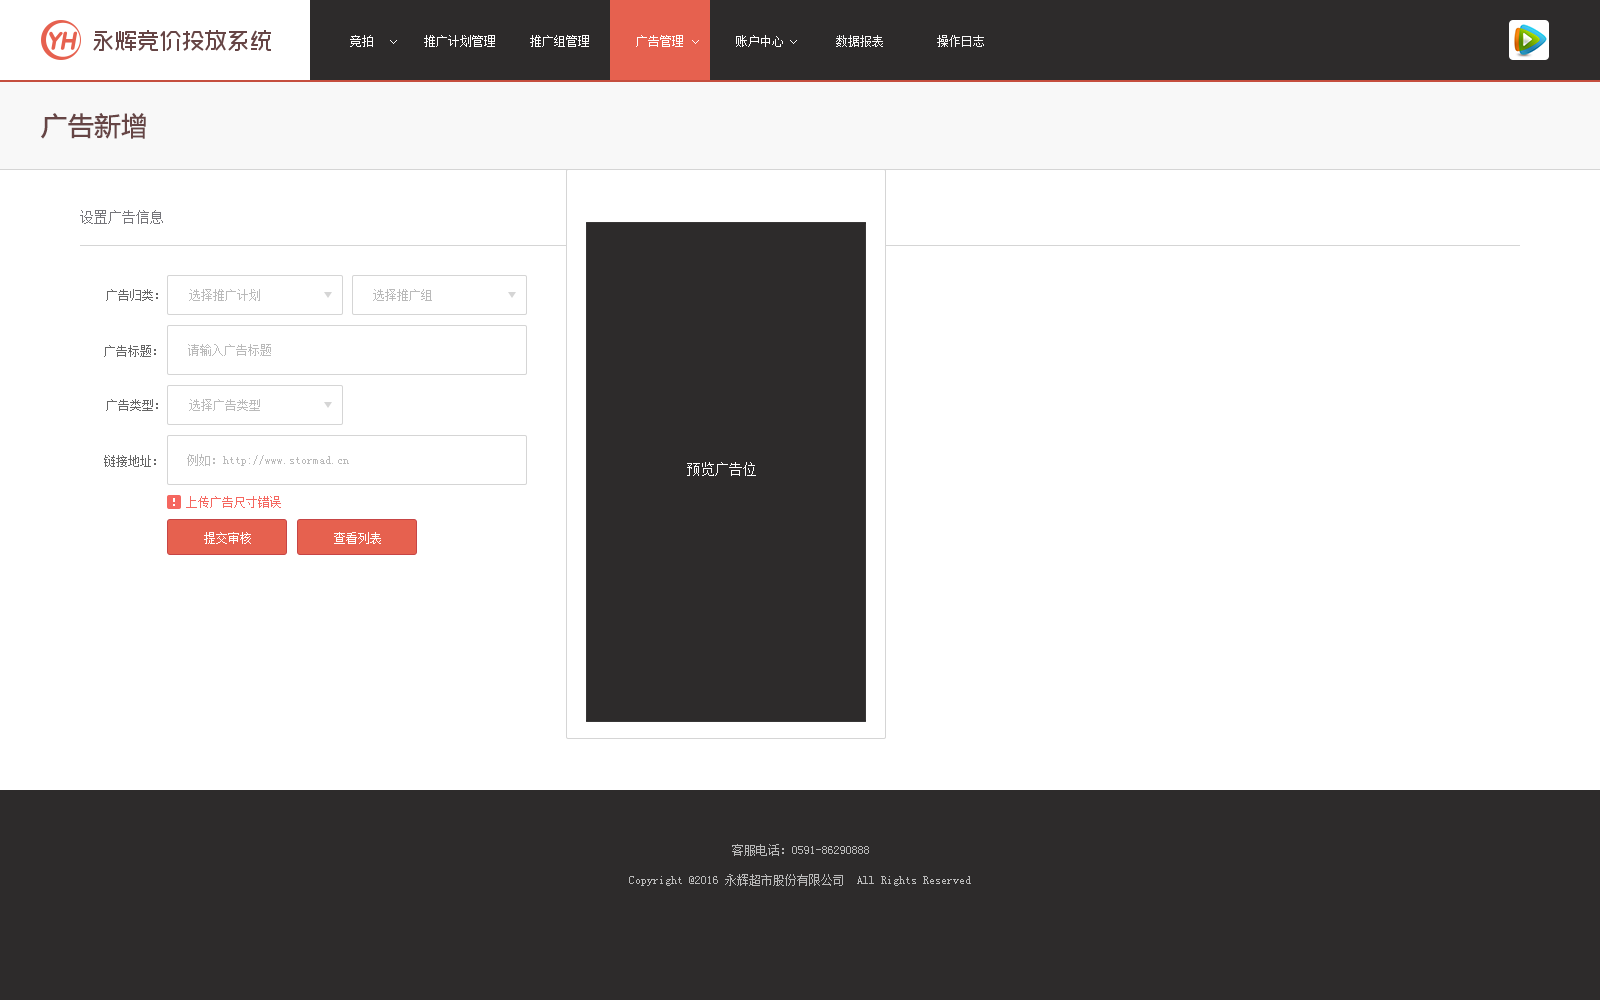 YH 永辉竞价投放系统
竞拍 推广计划管理 推广组管理 广告管理 账户中心 数据报表 操作日志
广告新增
设置广告信息
广告归类: 选择推广计划 选择推广组
广告标题: 请输入广告标题
广告类型: 选择广告类型
链接地址: 例如: http://www.stormad.cn
上传广告尺寸错误
提交审核 查看列表
预览广告位
客服电话: 0591-86290888
Copyright @2016 永辉超市股份有限公司 All Rights Reserved